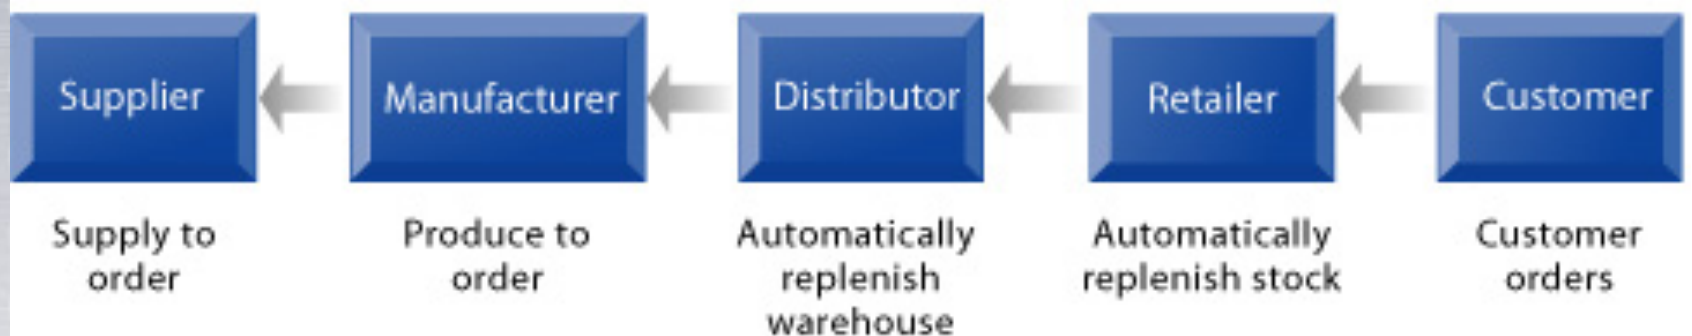 Supplier
Manufacturer
Distributor
Retailer
Customer
Supply to
order
Produce to
order
Automatically
replenish
warehouse
Automatically
replenish stock
Customer
orders